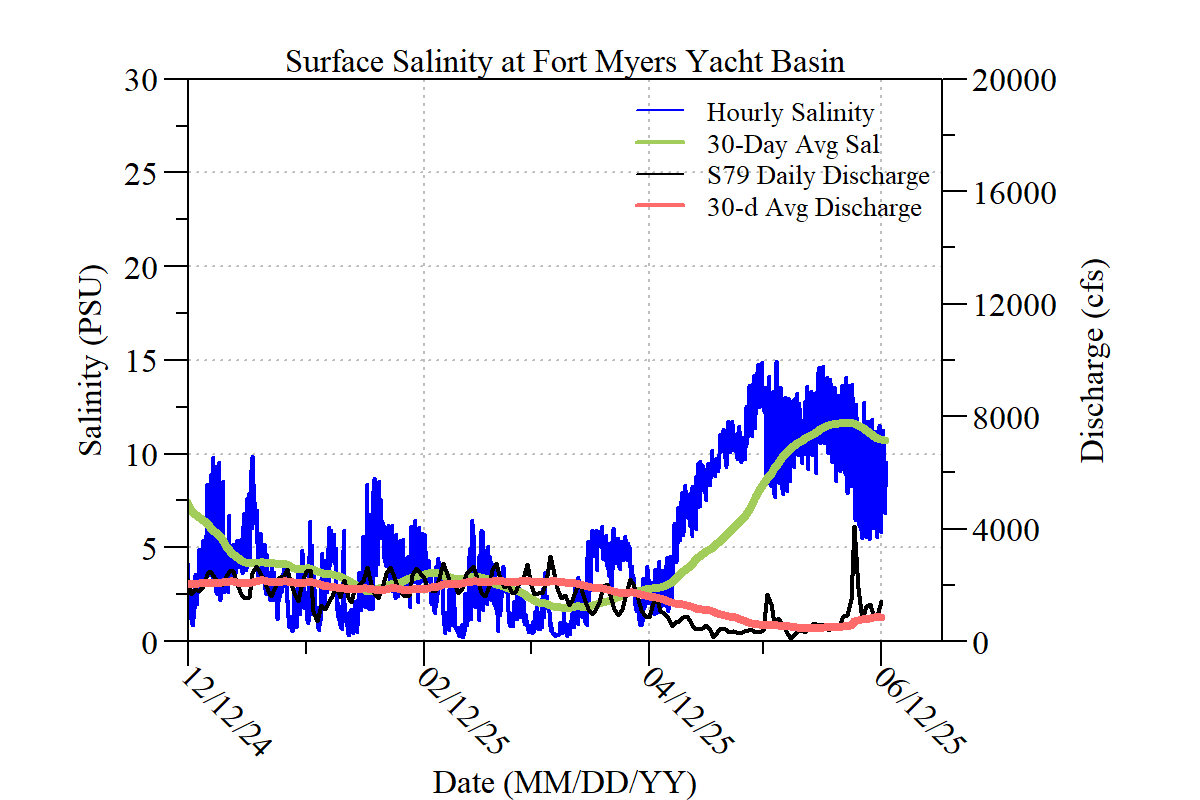 Surface Salinity at Fort Myers Yacht Basin
30
25
20
15
10
5
0
Salinity (PSU)
Hourly Salinity
30-Day Avg Sal
S79 Daily Discharge
30-d Avg Discharge
20000
16000
12000
8000
4000
0
Discharge (cfs)
12/12/24
02/12/25
04/12/25
06/12/25
Date (MM/DD/YY)